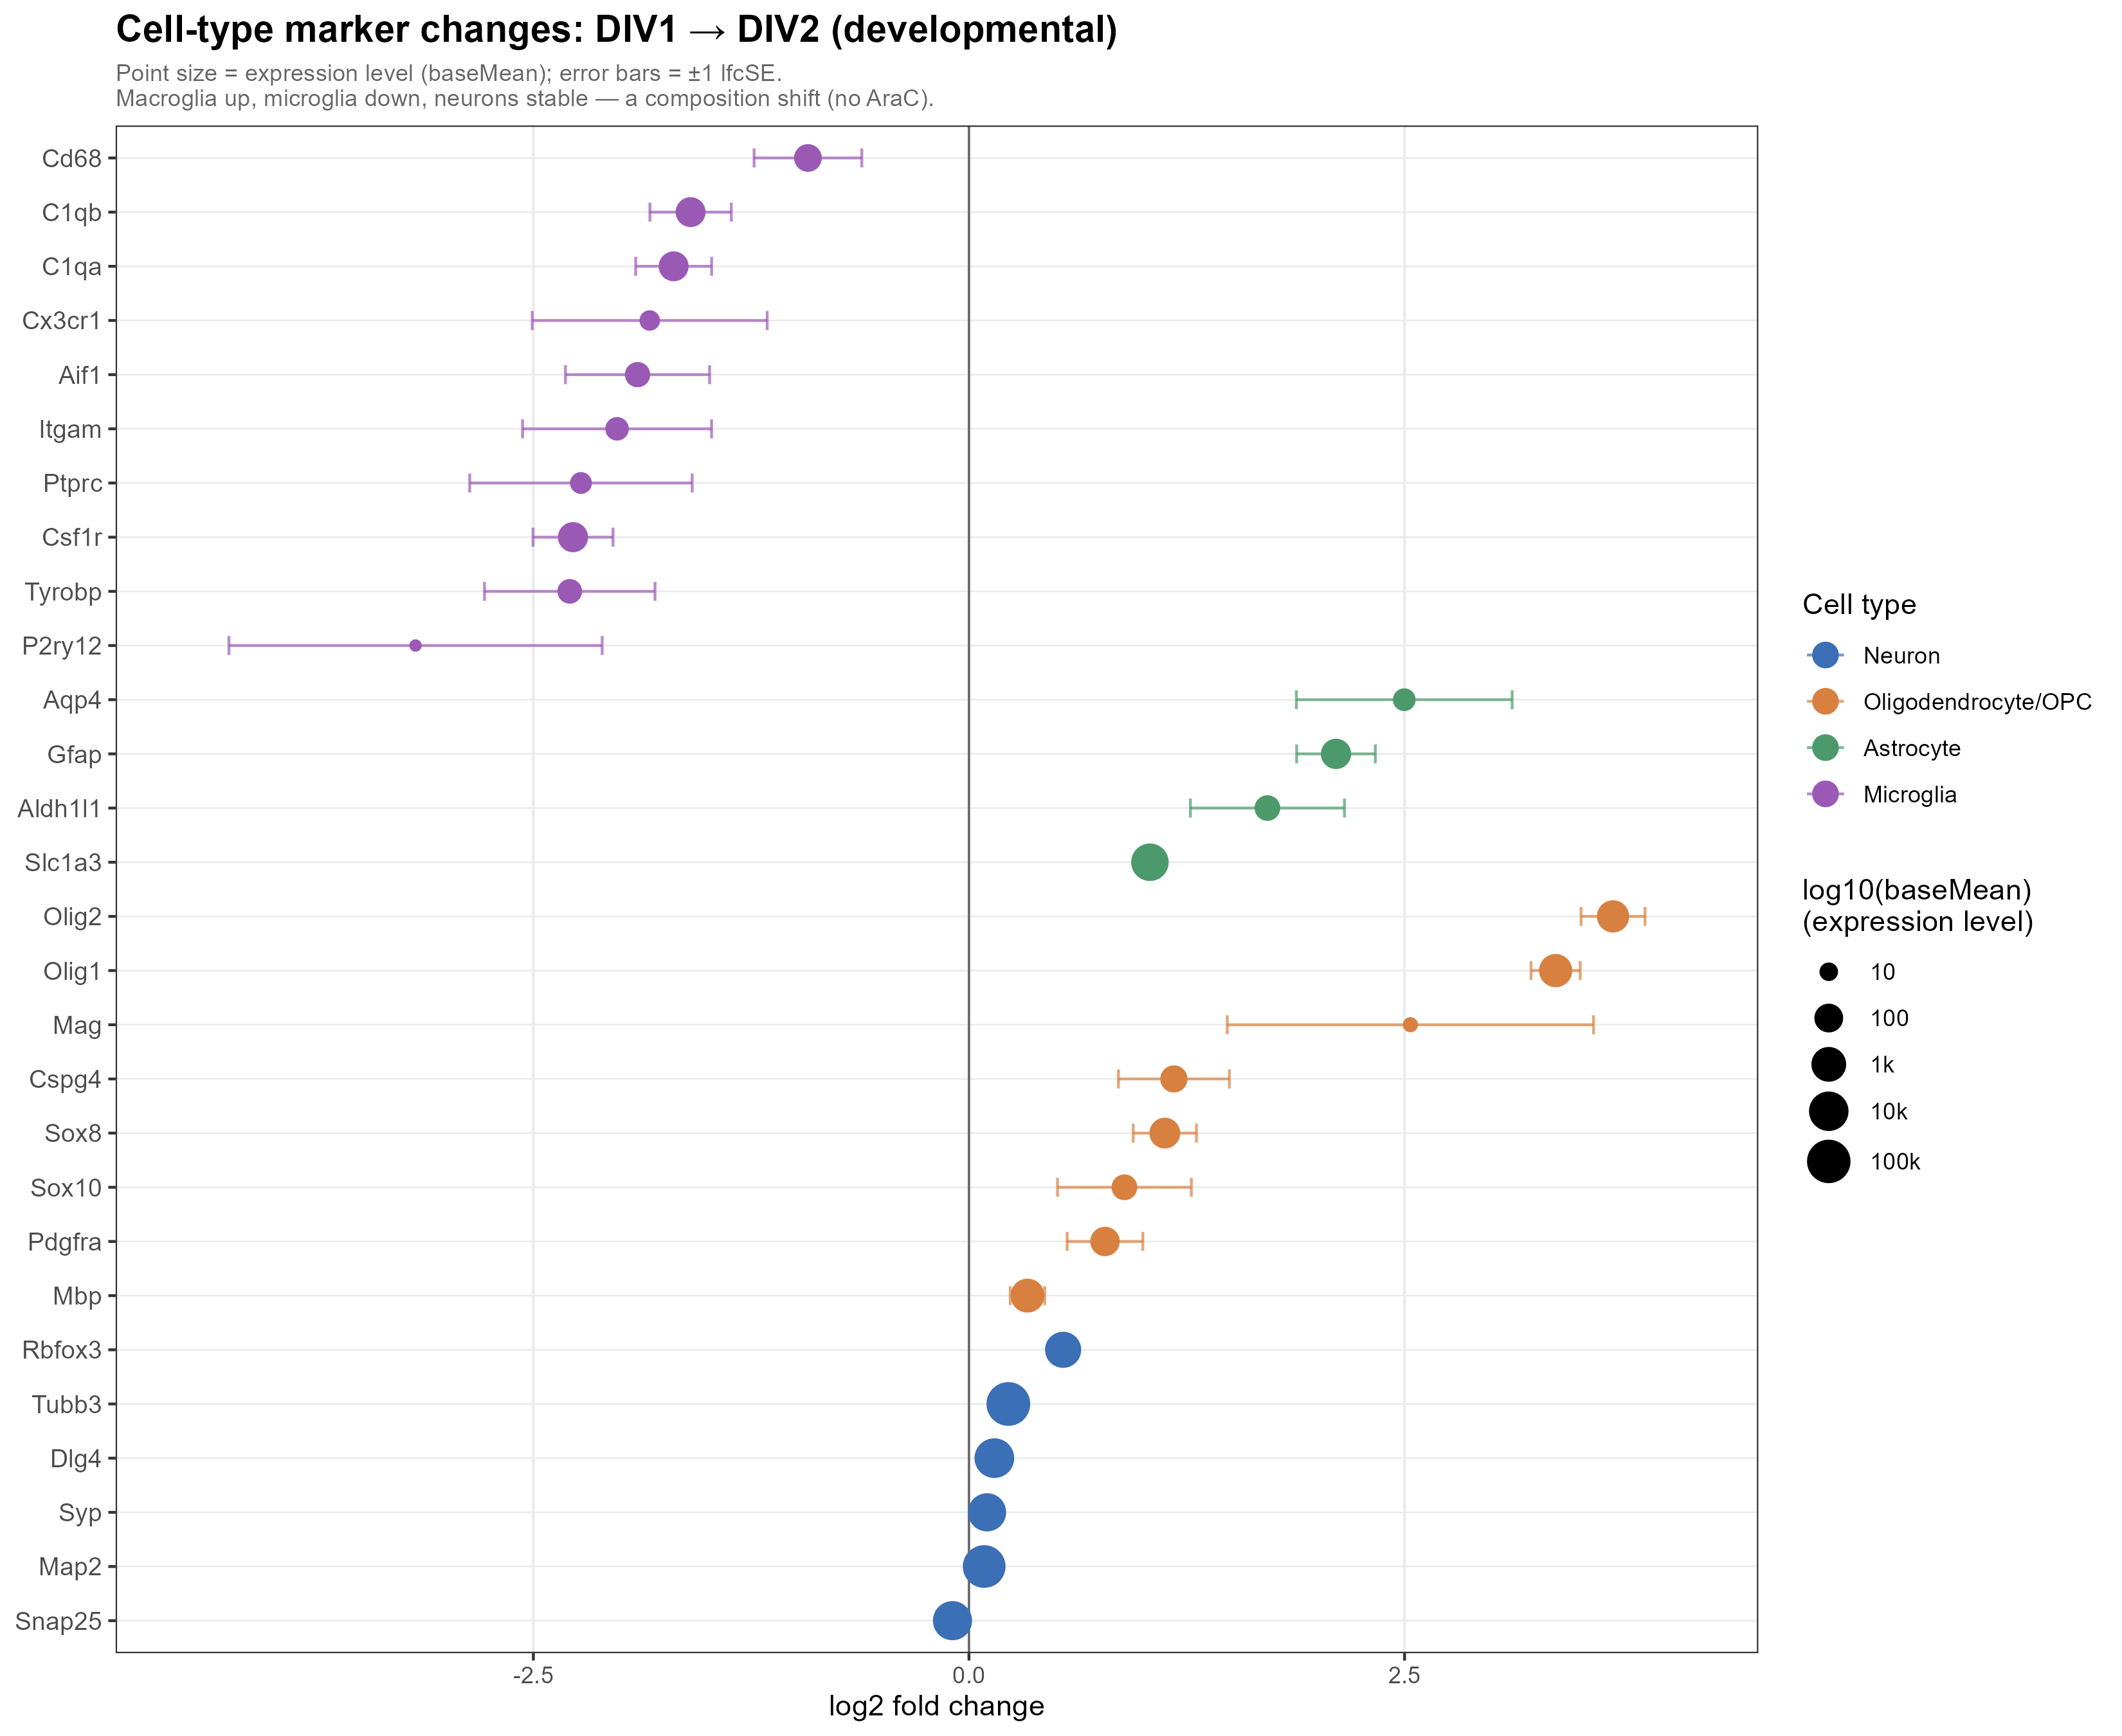 Cell-type marker changes: DIV1 → DIV2 (developmental)
Point size = expression level (baseMean); error bars = ±1 lfcSE.
Macroglia up, microglia down, neurons stable — a composition shift (no AraC).
Cd68
C1qb
C1qa
Cx3cr1
Aif1
Itgam
Ptprc
Csf1r
Tyrobp
P2ry12
Aqp4
Gfap
Aldh1l1
Slc1a3
Olig2
Olig1
Mag
Cspg4
Sox8
Sox10
Pdgfra
Mbp
Rbfox3
Tubb3
Dlg4
Syp
Map2
Snap25
-2.5
0.0
2.5
log2 fold change
Cell type
Neuron
Oligodendrocyte/OPC
Astrocyte
Microglia
log10(baseMean)
(expression level)
10
100
1k
10k
100k